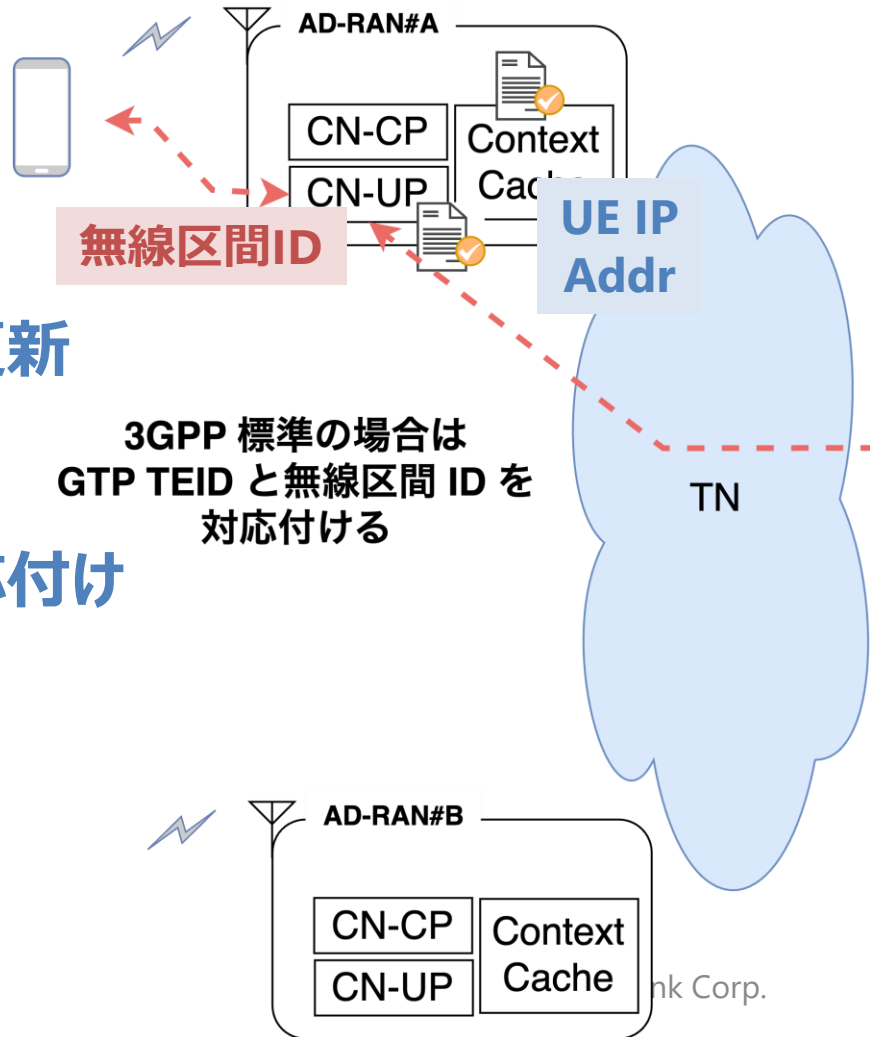 AD-RAN#A
CN-CP
Context
Cache
CN-UP
UE IP
Addr
無線区間ID
新
3GPP 標準の場合は
GTP TEID と無線区間 ID を
対応付ける
TN
付け
AD-RAN#B
CN-CP
Context
Cache
CN-UP
nk Corp.